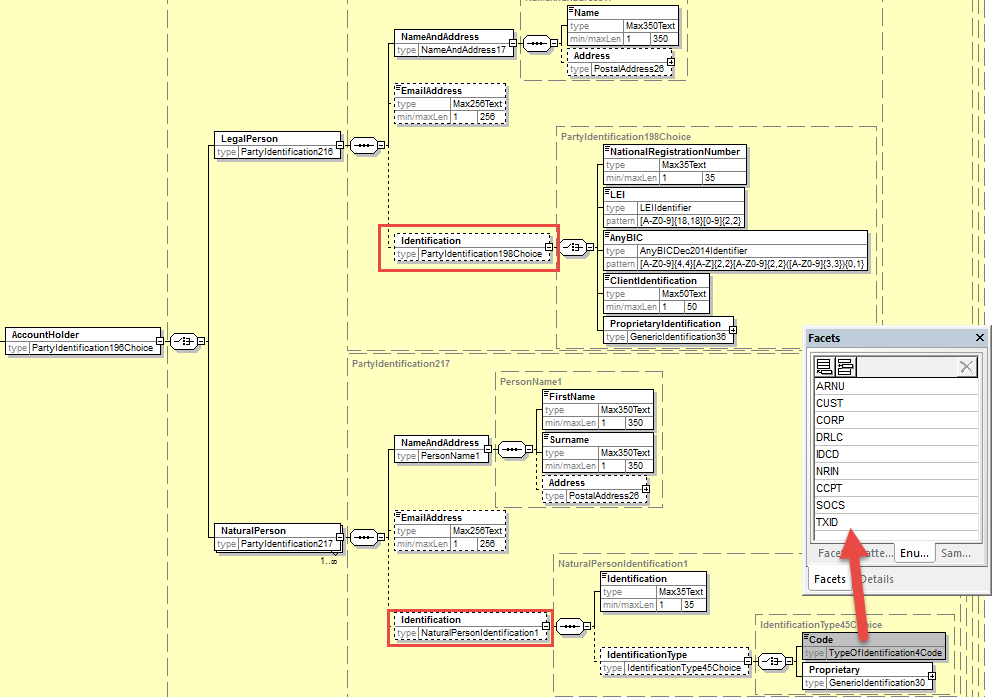 Name
type Max350Text
min/maxLen 1 350
NameAndAddress
type NameAndAddress17
Address
type PostalAddress26
EmailAddress
type Max256Text
min/maxLen 1 256
LegalPerson
type PartyIdentification216
PartyIdentification198Choice
NationalRegistrationNumber
type Max35Text
min/maxLen 1 35
LEI
type LEIIdentifier
pattern [A-Z0-9]{18,18}[0-9]{2,2}
Identification
type PartyIdentification198Choice
AnyBIC
type AnyBICDec2014Identifier
pattern [A-Z0-9]{4,4}[A-Z]{2,2}[A-Z0-9]{2,2}([A-Z0-9]{3,3}){0,1}
ClientIdentification
type Max50Text
min/maxLen 1 50
ProprietaryIdentification
type GenericIdentification36
AccountHolder
type PartyIdentification196Choice
PartyIdentification217
PersonName1
FirstName
type Max350Text
min/maxLen 1 350
NameAndAddress
type PersonName1
Surname
type Max350Text
min/maxLen 1 350
Address
type PostalAddress26
EmailAddress
type Max256Text
min/maxLen 1 256
NaturalPerson
type PartyIdentification217
1..∞
NaturalPersonIdentification1
Identification
type Max35Text
min/maxLen 1 35
Identification
type NaturalPersonIdentification1
IdentificationType
type IdentificationType45Choice
IdentificationType45Choice
Code
type TypeOfIdentification4Code
Proprietary
type GenericIdentification30
Facets
ARNU
CUST
CORP
DRLC
IDCD
NRIN
CCPT
SOCS
TXID
Enu... Sam...
Facets Details